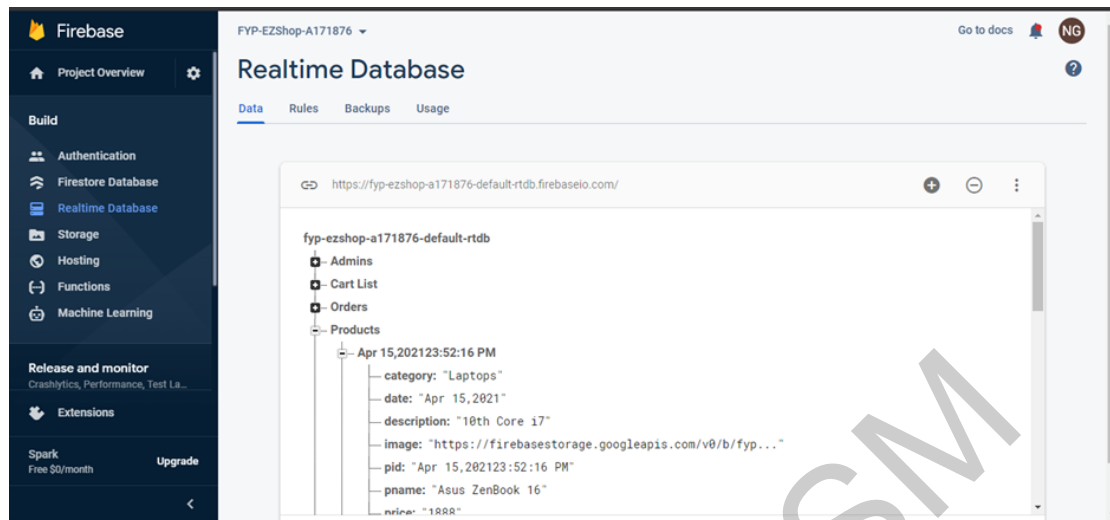 Firebase
Project Overview
Build
Authentication
Firestore Database
Realtime Database
Storage
Hosting
Functions
Machine Learning
Release and monitor
Crashlytics, Performance, Test La...
Extensions
Spark
Free $0/month
Upgrade
FYP-EZShop-A171876
Go to docs
NG
Realtime Database
Data Rules Backups Usage
https://fyp-ezshop-a171876-default-rtdb.firebaseio.com/
fyp-ezshop-a171876-default-rtdb
Admins
Cart List
Orders
Products
Apr 15,202123:52:16 PM
category: "Laptops"
date: "Apr 15,2021"
description: "10th Core i7"
image: "https://firebasestorage.googleapis.com/v0/b/fyp..."
pid: "Apr 15,202123:52:16 PM"
pname: "Asus ZenBook 16"
price: "1888"
SM